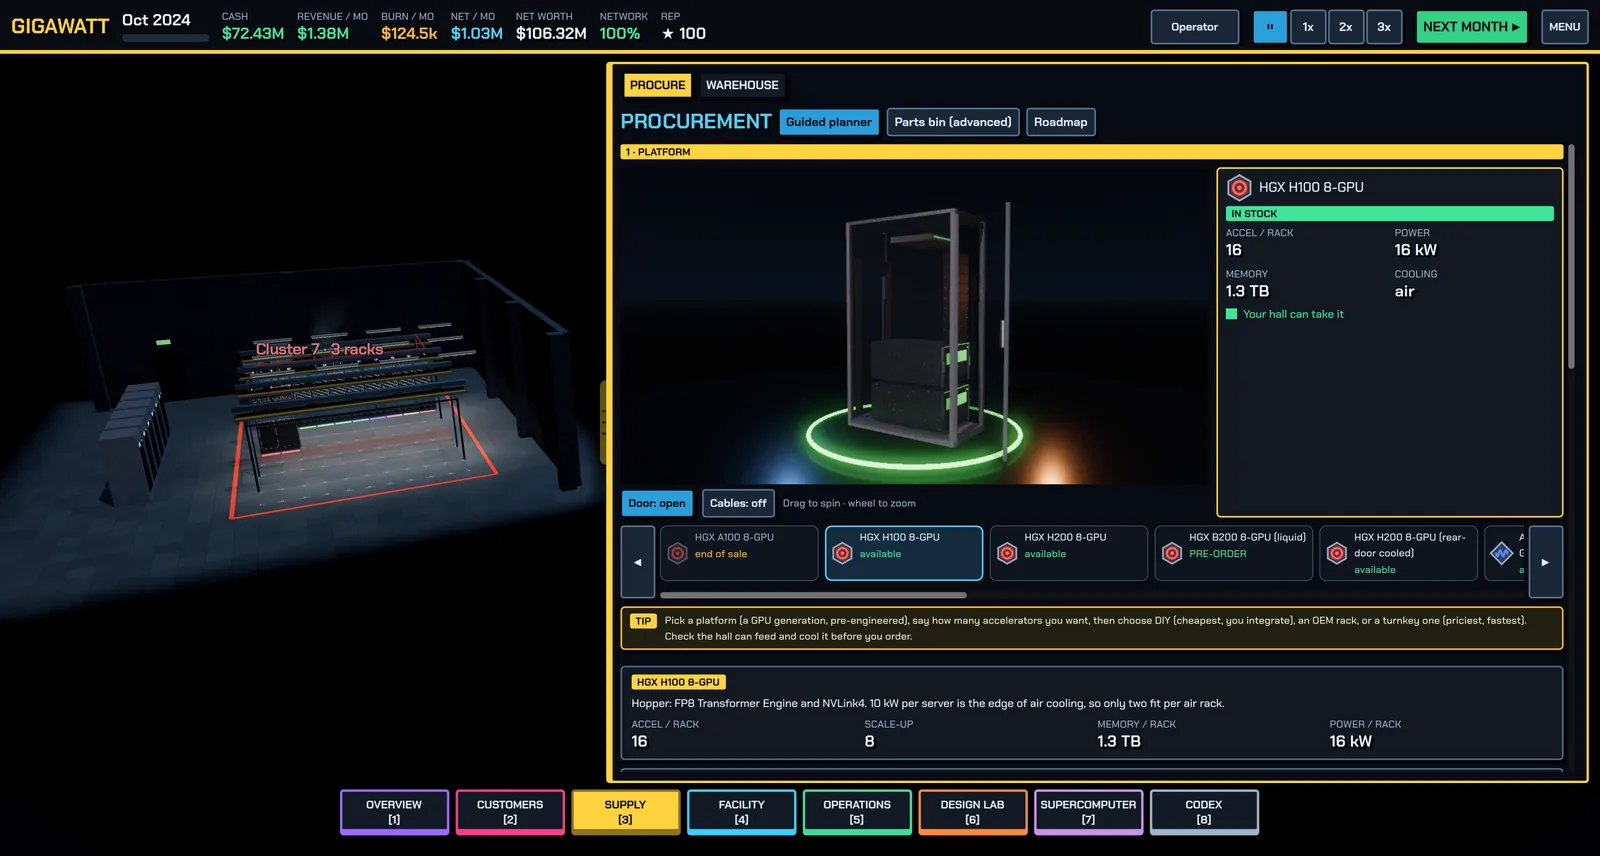 GIGAWATT
Oct 2024
CASH
$72.43M
REVENUE / MO
$1.38M
BURN / MO
$124.5k
NET / MO
$1.03M
NET WORTH
$106.32M
NETWORK
100%
REP
★ 100
Operator
1x
2x
3x
NEXT MONTH ▸
MENU
Cluster 7 · 3 racks
PROCURE
WAREHOUSE
PROCUREMENT
Guided planner
Parts bin (advanced)
Roadmap
1 · PLATFORM
HGX H100 8-GPU
IN STOCK
ACCEL / RACK
16
POWER
16 kW
MEMORY
1.3 TB
COOLING
air
Your hall can take it
Door: open
Cables: off
Drag to spin · wheel to zoom
HGX A100 8-GPU
end of sale
HGX H100 8-GPU
available
HGX H200 8-GPU
available
HGX B200 8-GPU (liquid)
PRE-ORDER
HGX H200 8-GPU (rear-
door cooled)
available
TIP
Pick a platform (a GPU generation, pre-engineered), say how many accelerators you want, then choose DIY (cheapest, you integrate), an OEM rack, or a turnkey one (priciest, fastest).
Check the hall can feed and cool it before you order.
HGX H100 8-GPU
Hopper: FP8 Transformer Engine and NVLink4. 10 kW per server is the edge of air cooling, so only two fit per air rack.
ACCEL / RACK
16
SCALE-UP
8
MEMORY / RACK
1.3 TB
POWER / RACK
16 kW
OVERVIEW
[1]
CUSTOMERS
[2]
SUPPLY
[3]
FACILITY
[4]
OPERATIONS
[5]
DESIGN LAB
[6]
SUPERCOMPUTER
[7]
CODEX
[8]